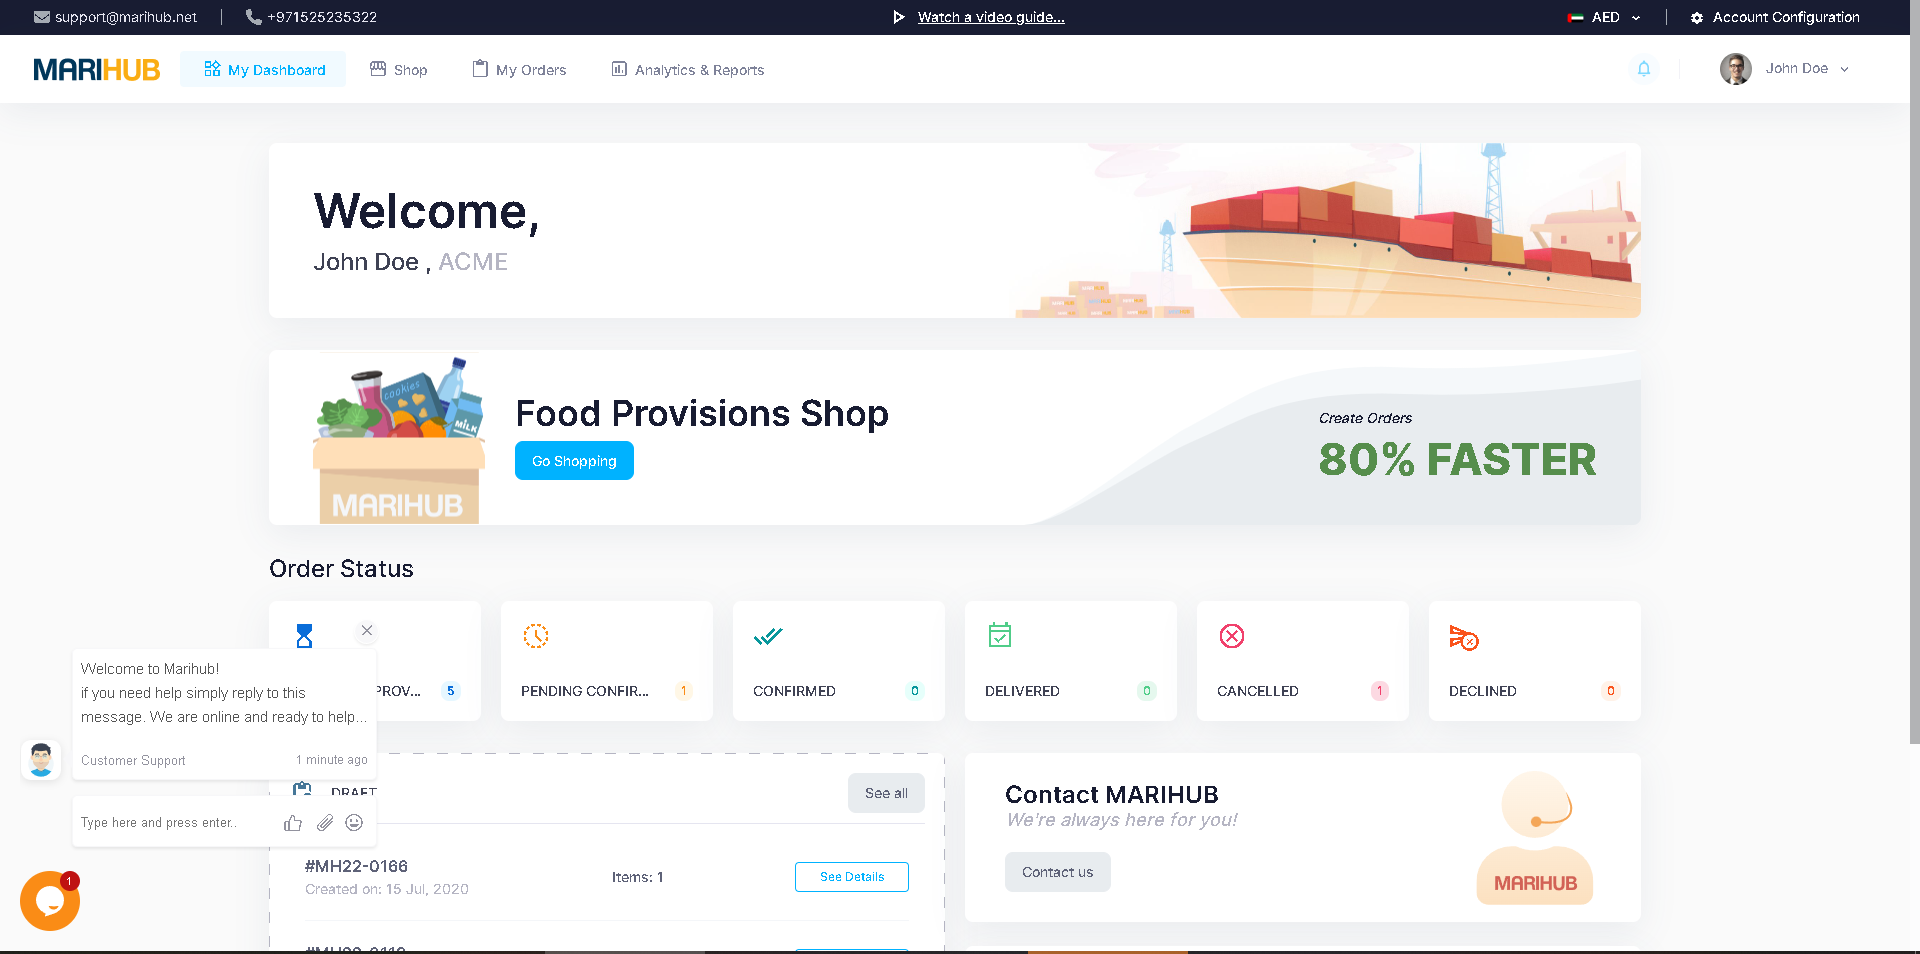 support@marihub.net
+971525235322
Watch a video guide...
AED
Account Configuration
MARIHUB
My Dashboard
Shop
My Orders
Analytics & Reports
John Doe
Welcome,
John Doe , ACME
cookies
MILK
MARIHUB
Food Provisions Shop
Go Shopping
Create Orders
80% FASTER
Order Status
PROV... 5
PENDING CONFIR... 1
CONFIRMED 0
DELIVERED 0
CANCELLED 1
DECLINED 0
Welcome to Marihub!
if you need help simply reply to this
message. We are online and ready to help...
Customer Support
1 minute ago
Type here and press enter..
1
DRAFT
See all
#MH22-0166
Created on: 15 Jul, 2020
Items: 1
See Details
Contact MARIHUB
We're always here for you!
Contact us
MARIHUB